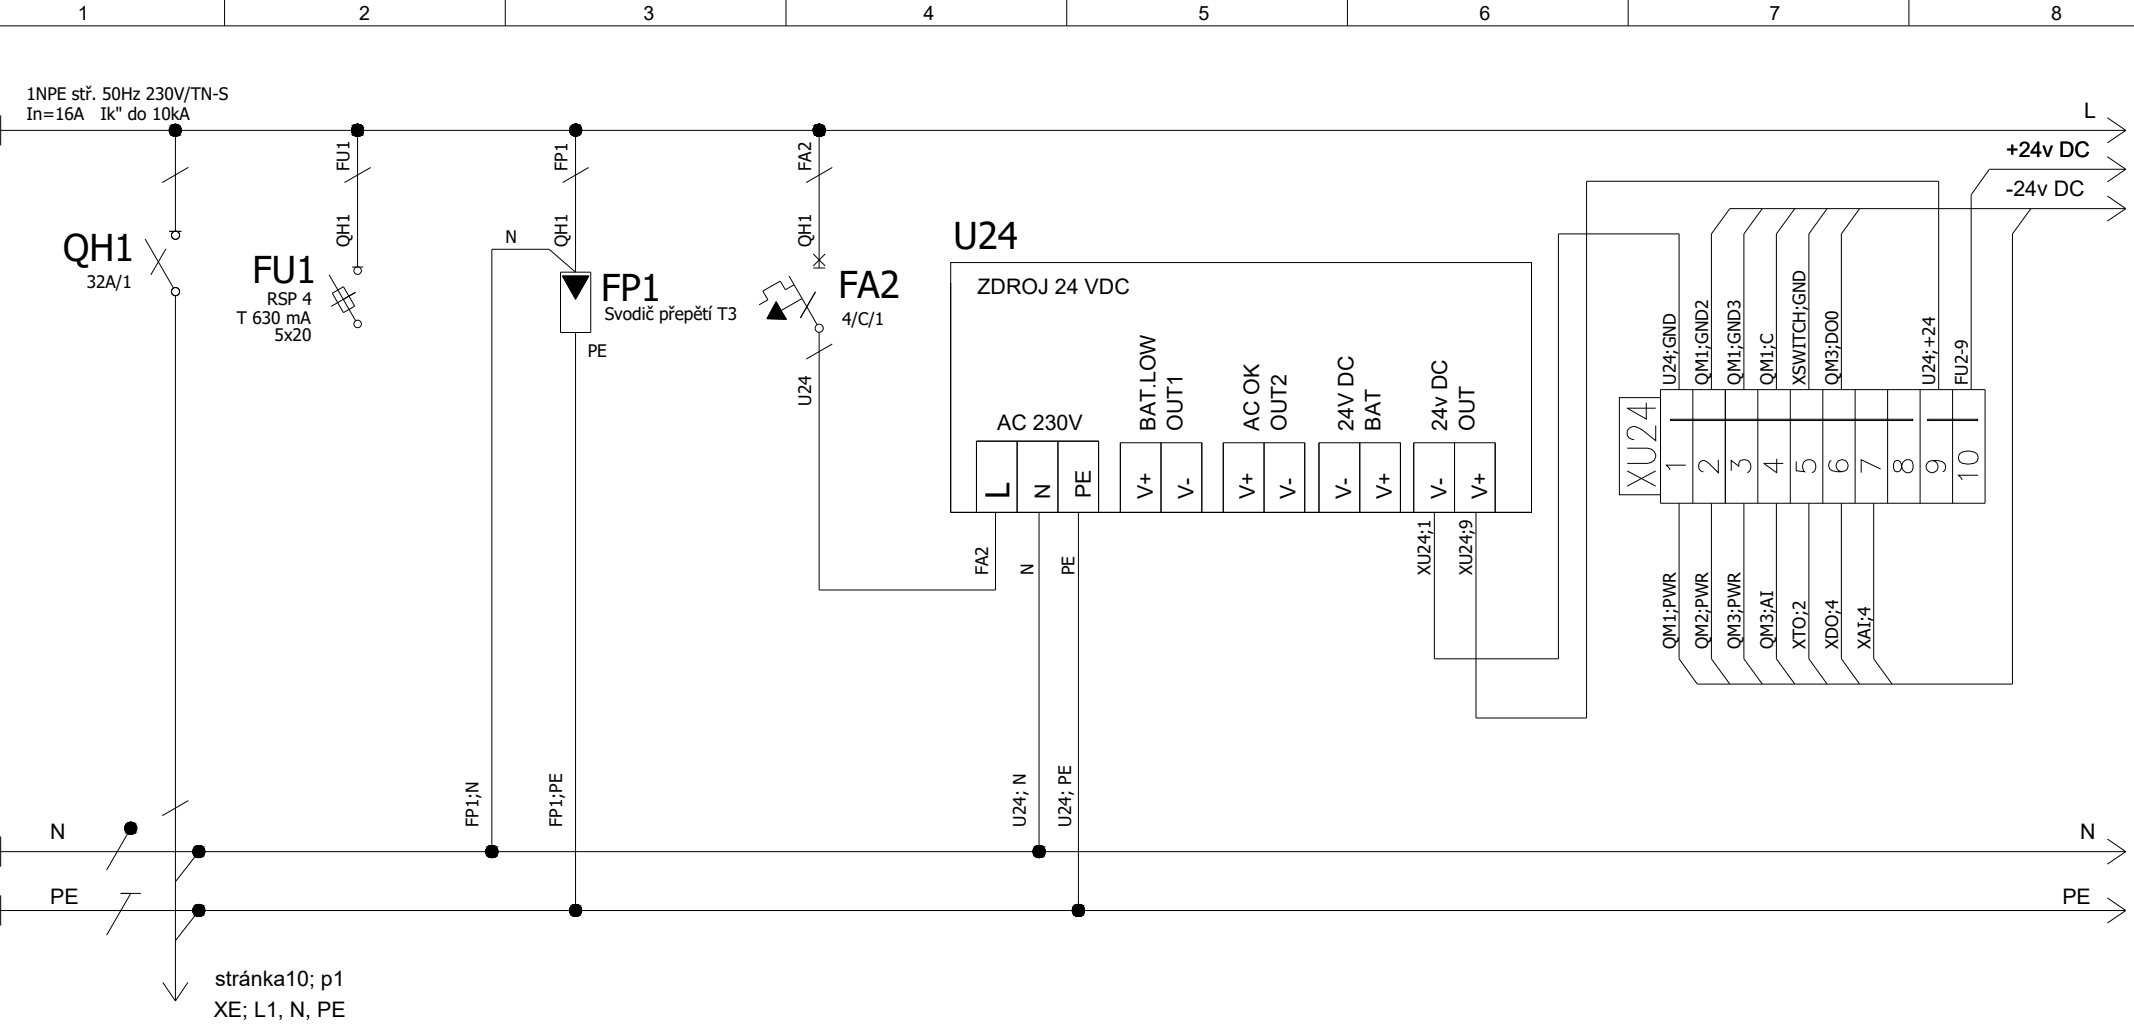 1
2
3
4
5
6
7
8
1NPE stř. 50Hz 230V/TN-S
In=16A Ik" do 10kA
L
+24v DC
-24v DC
QH1
32A/1
FU1
QH1
FU1
RSP 4
T 630 mA
5x20
FP1
QH1
N
FP1
Svodič přepětí T3
PE
FA2
QH1
FA2
4/C/1
U24
U24
ZDROJ 24 VDC
AC 230V
BAT.LOW
OUT1
AC OK
OUT2
24V DC
BAT
24v DC
OUT
L
N
PE
V+
V-
V+
V-
V-
V+
V-
V+
FA2
N
PE
XU24;1
XU24;9
U24;GND
QM1;GND2
QM1;GND3
QM1;C
XSWITCH;GND
QM3;DO0
U24;+24
FU2-9
XU24
1
2
3
4
5
6
7
8
9
10
QM1;PWR
QM2;PWR
QM3;PWR
QM3;AI
XTO;2
XDO;4
XAI;4
FP1;N
FP1;PE
U24; N
U24; PE
N
N
PE
PE
stránka10; p1
XE; L1, N, PE